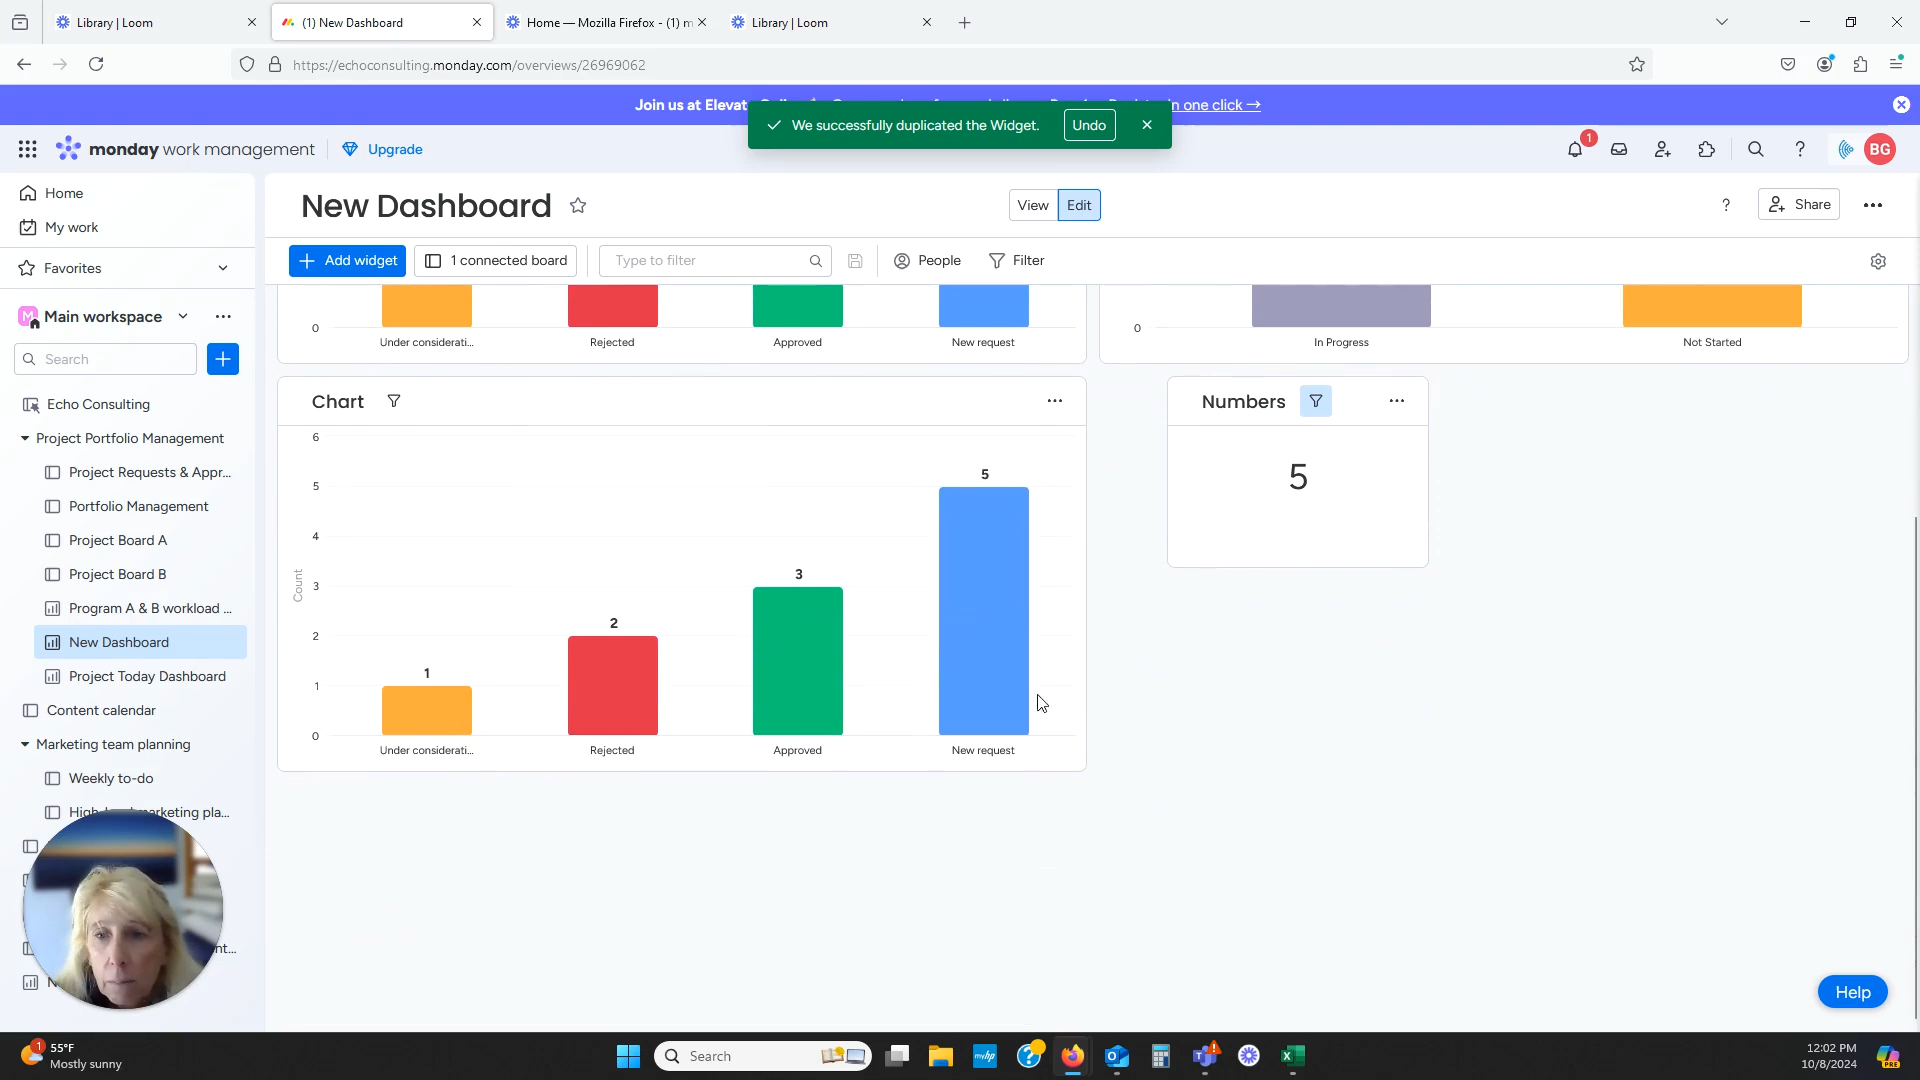 Library | Loom
(1) New Dashboard
Home — Mozilla Firefox - (1) m
Library | Loom
https://echoconsulting.monday.com/overviews/26969062
Join us at Elevat
in one click →
We successfully duplicated the Widget.
Undo
monday work management
Upgrade
1
BG
Home
My work
Favorites
New Dashboard
View
Edit
?
Share
Add widget
1 connected board
Type to filter
People
Filter
M
Main workspace
Search
Echo Consulting
Project Portfolio Management
Project Requests & Appr...
Portfolio Management
Project Board A
Project Board B
Program A & B workload ...
New Dashboard
Project Today Dashboard
Content calendar
Marketing team planning
Weekly to-do
nt...
0
Under considerati...
Rejected
Approved
New request
0
In Progress
Not Started
Chart
6
5
4
3
2
1
0
Count
1
2
3
5
Under considerati...
Rejected
Approved
New request
Numbers
5
Help
1
55°F
Mostly sunny
Search
myhp
12:02 PM
10/8/2024
PRE